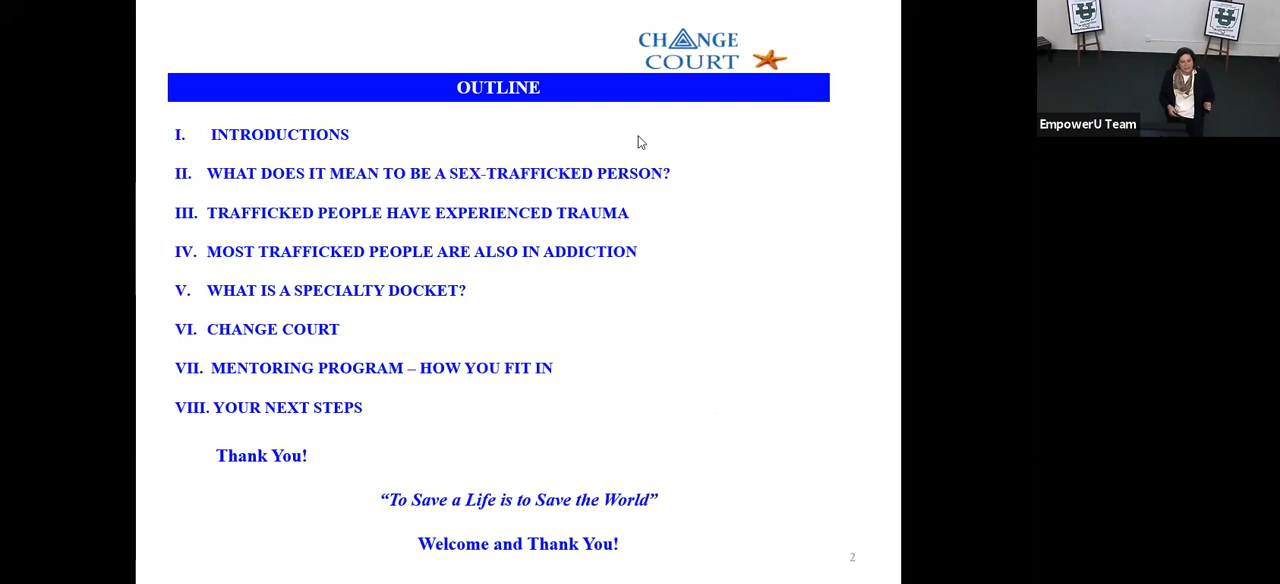 CHANGE
COURT
OUTLINE
I. INTRODUCTIONS
II. WHAT DOES IT MEAN TO BE A SEX-TRAFFICKED PERSON?
III. TRAFFICKED PEOPLE HAVE EXPERIENCED TRAUMA
IV. MOST TRAFFICKED PEOPLE ARE ALSO IN ADDICTION
V. WHAT IS A SPECIALTY DOCKET?
VI. CHANGE COURT
VII. MENTORING PROGRAM – HOW YOU FIT IN
VIII. YOUR NEXT STEPS
Thank You!
“To Save a Life is to Save the World”
Welcome and Thank You!
2
EmpowerU Team